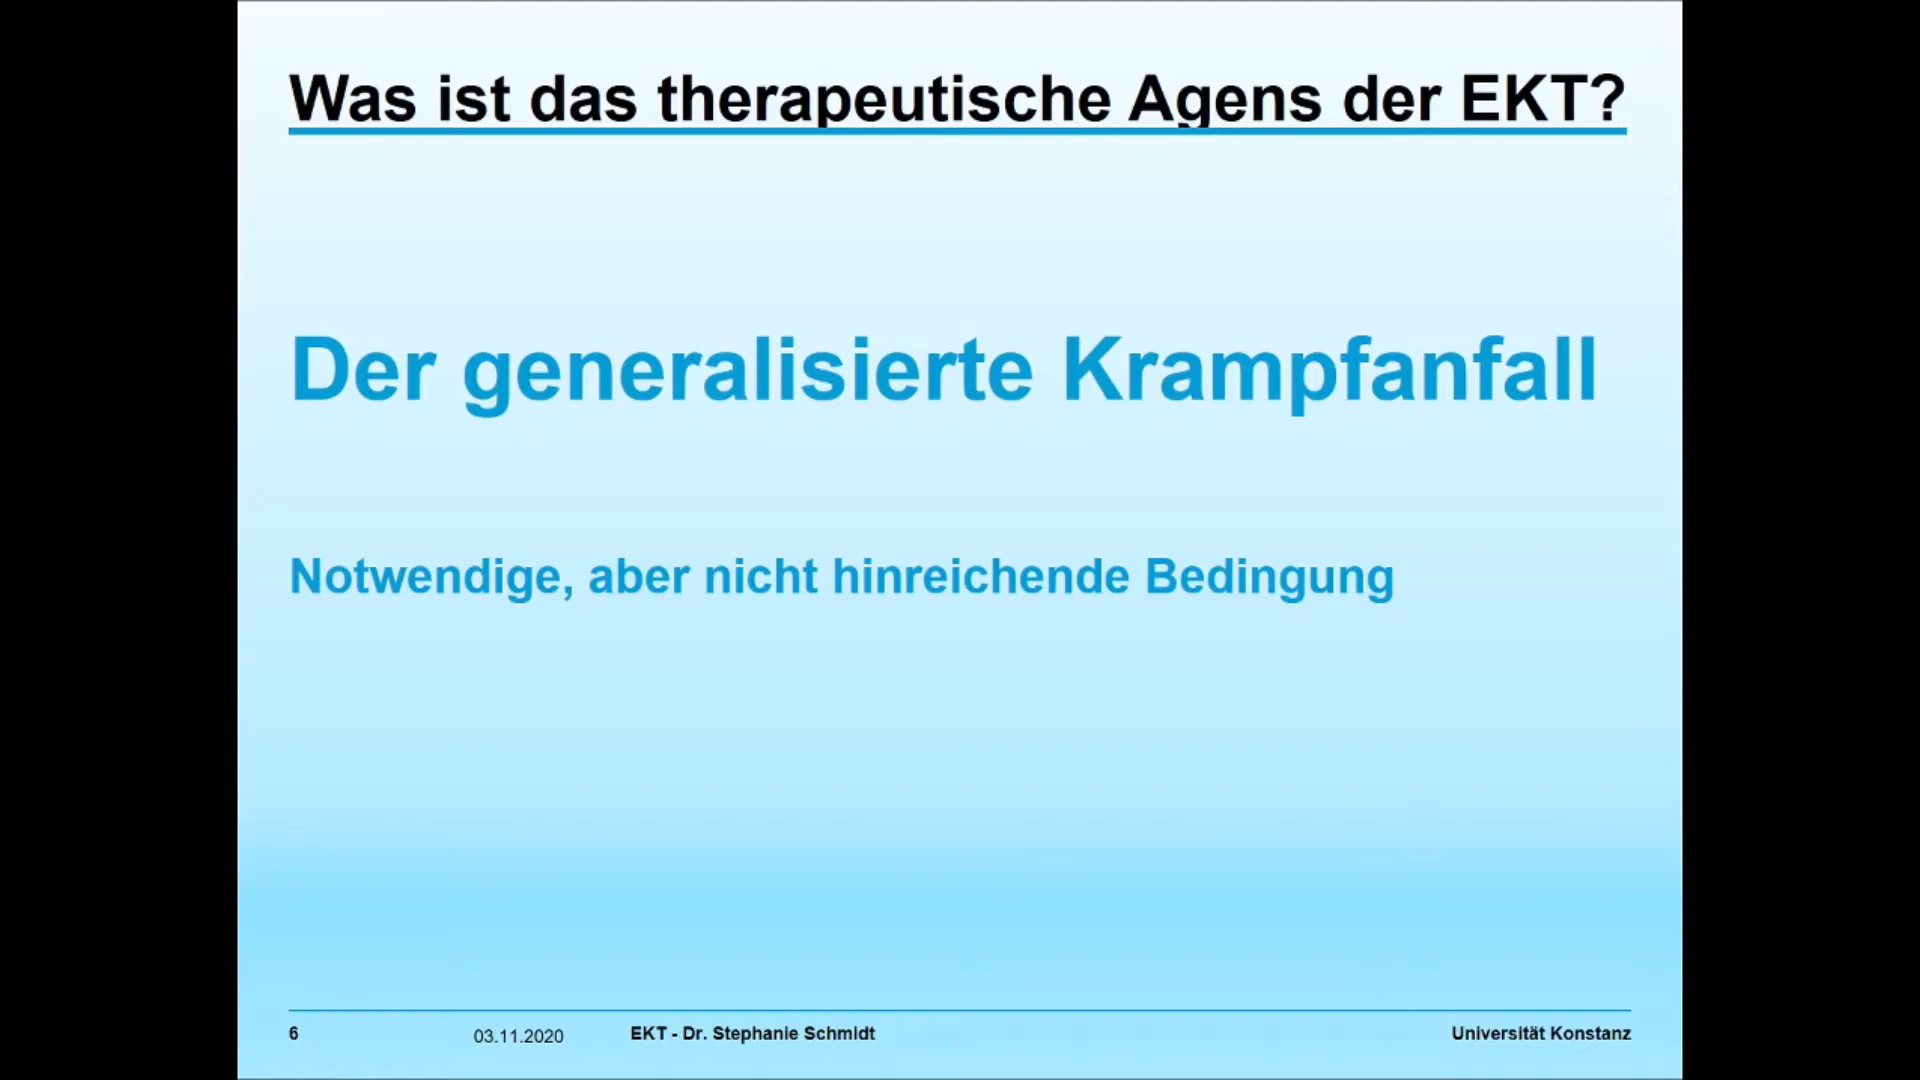 Was ist das therapeutische Agens der EKT?
Der generalisierte Krampfanfall
Notwendige, aber nicht hinreichende Bedingung
6 03.11.2020 EKT - Dr. Stephanie Schmidt Universität Konstanz